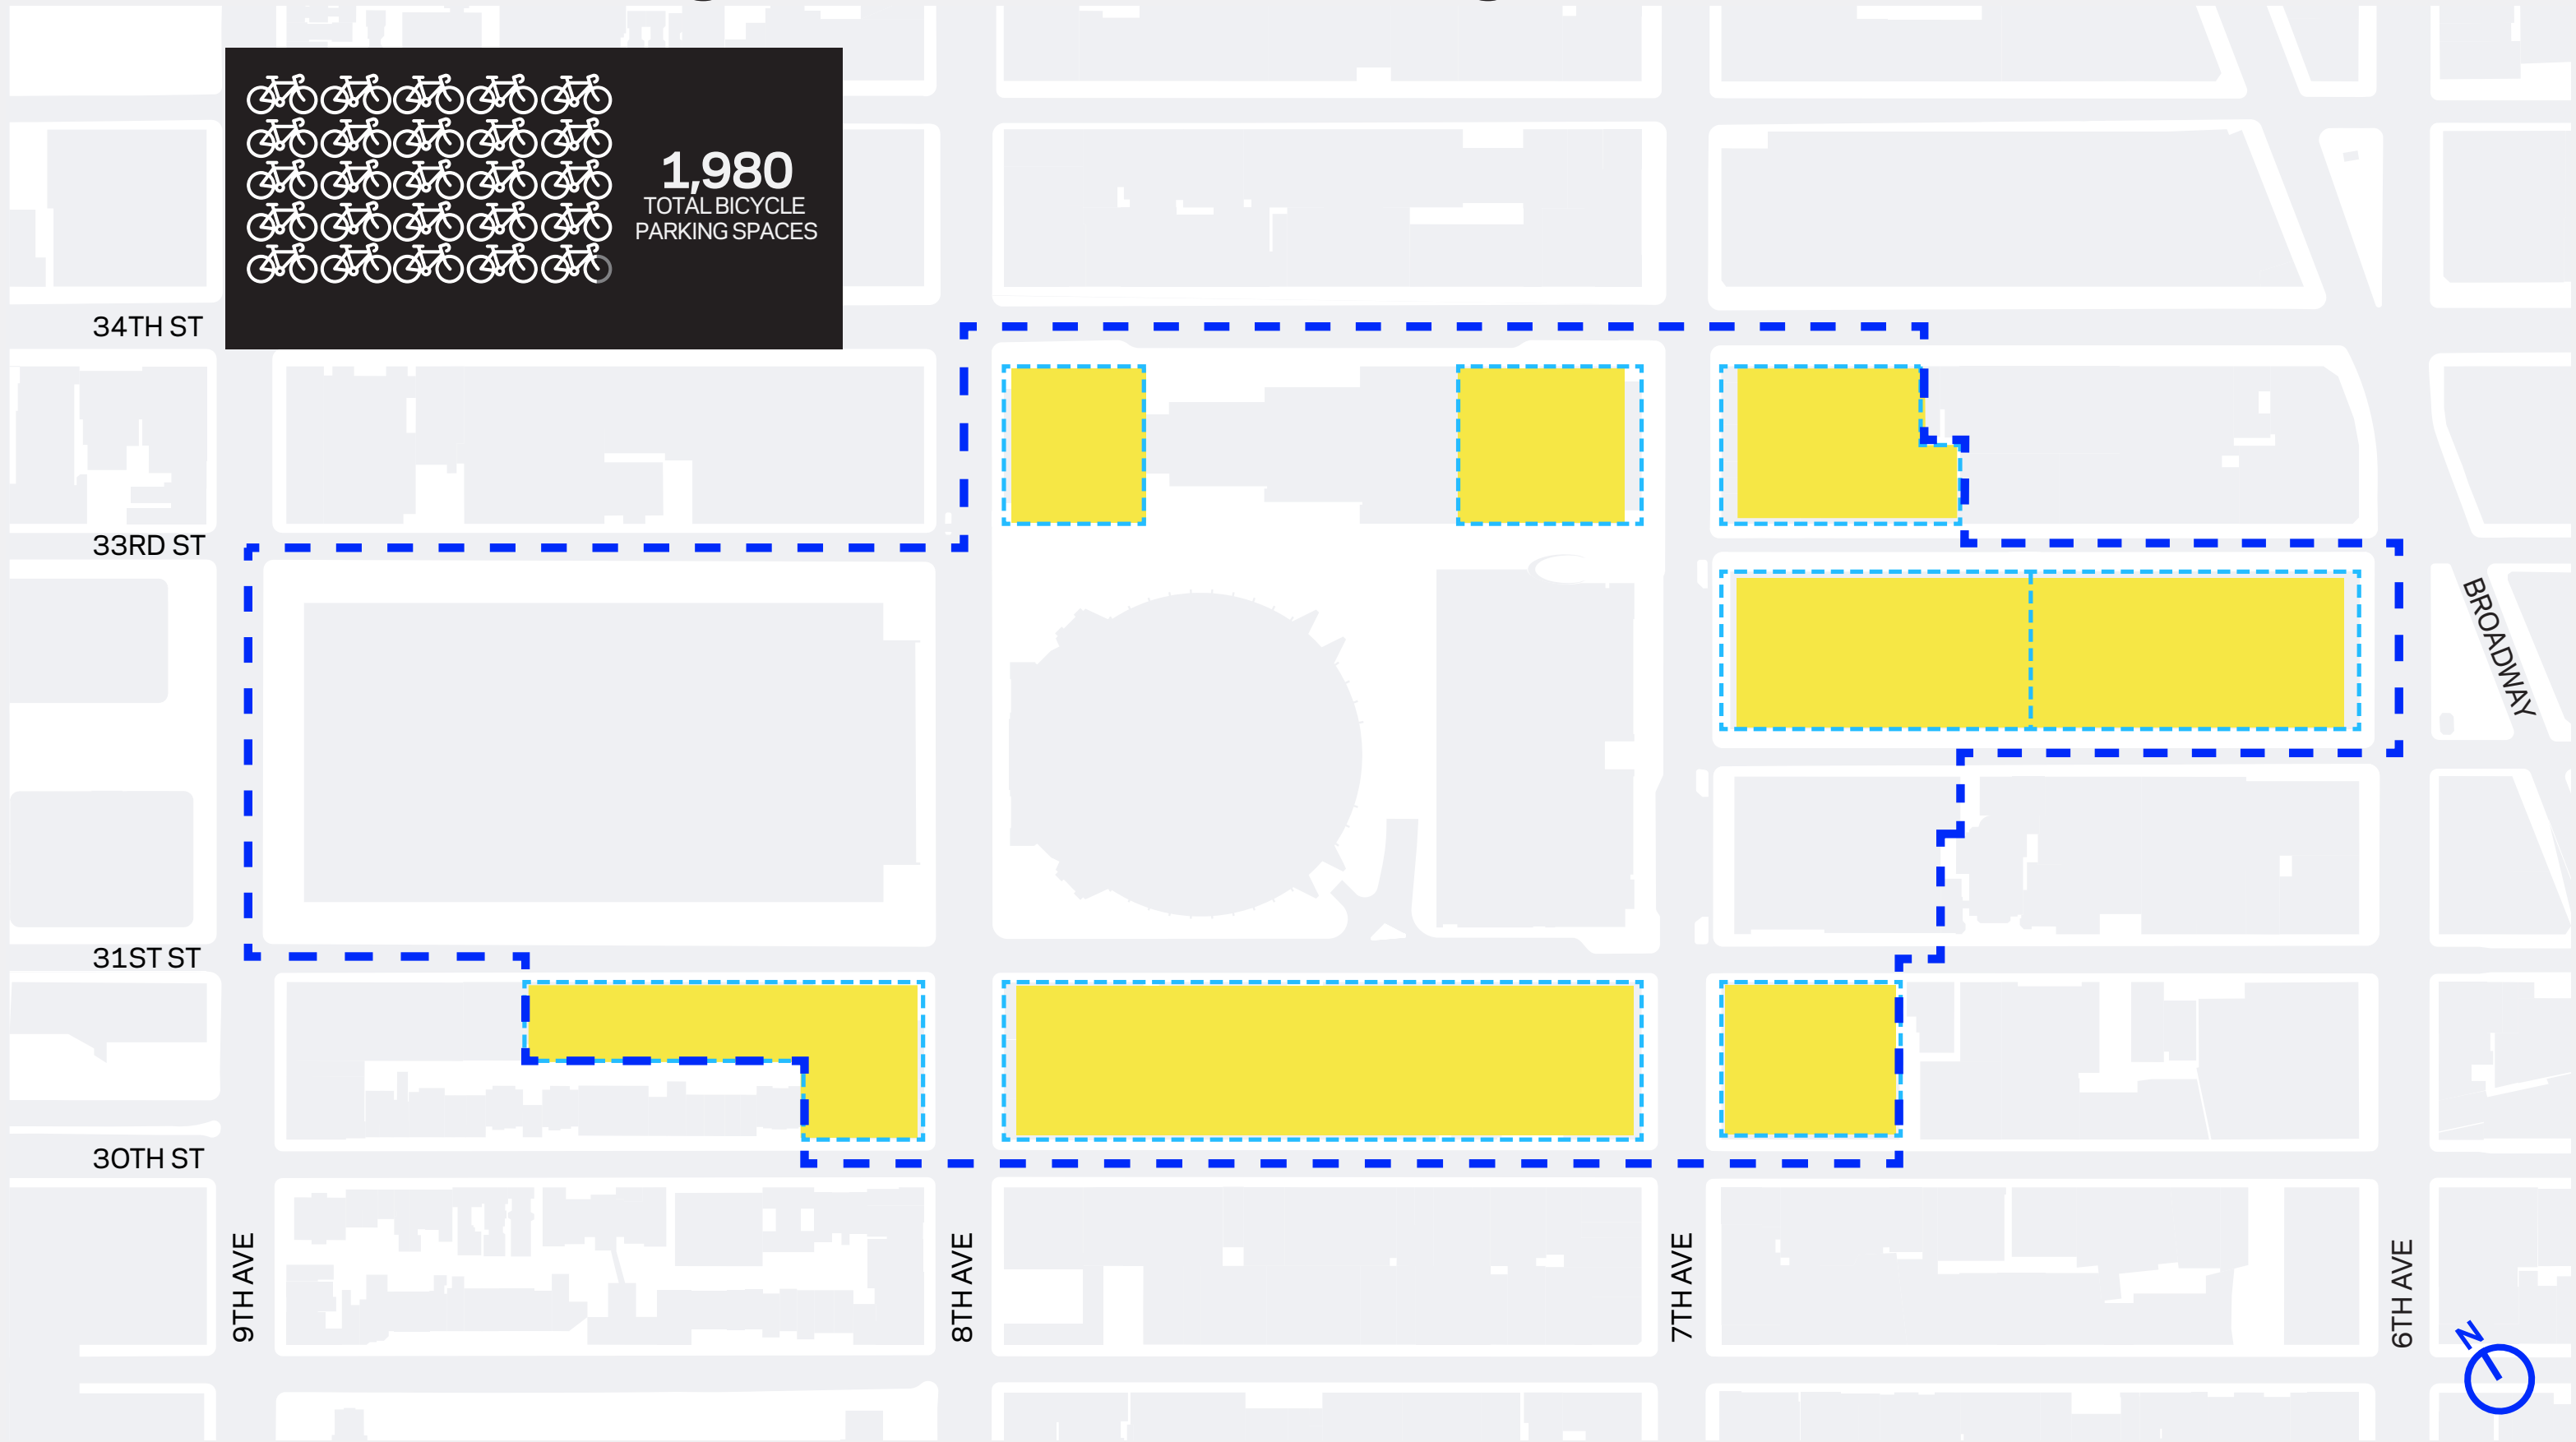 1,980
TOTAL BICYCLE
PARKING SPACES
34TH ST
33RD ST
BROADWAY
31ST ST
30TH ST
9TH AVE
8TH AVE
7TH AVE
6TH AVE
N